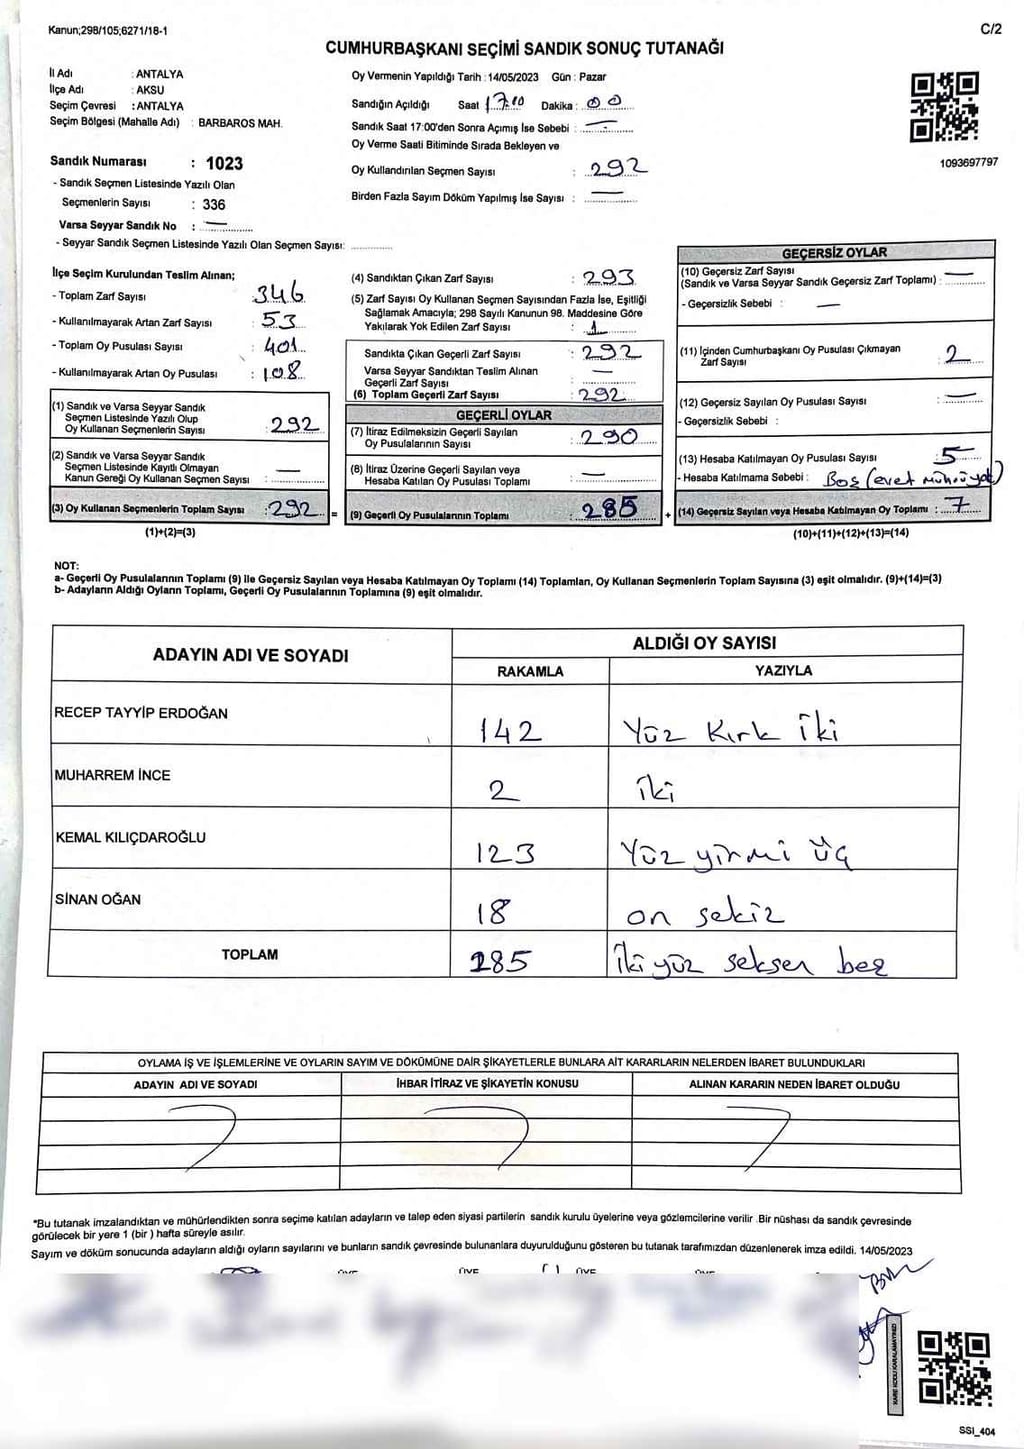 Kanun;298/105;6271/18-1
C/2
CUMHURBAŞKANI SEÇİMİ SANDIK SONUÇ TUTANAĞI
İl Adı : ANTALYA
İlçe Adı : AKSU
Seçim Çevresi : ANTALYA
Seçim Bölgesi (Mahalle Adı) : BARBAROS MAH.
Sandık Numarası : 1023
- Sandık Seçmen Listesinde Yazılı Olan
Seçmenlerin Sayısı : 336
Varsa Seyyar Sandık No :
- Seyyar Sandık Seçmen Listesinde Yazılı Olan Seçmen Sayısı:
Oy Vermenin Yapıldığı Tarih : 14/05/2023 Gün : Pazar
Sandığın Açıldığı Saat Dakika :
Sandık Saat 17:00'den Sonra Açılmış İse Sebebi :
Oy Verme Saati Bitiminde Sırada Bekleyen ve
Oy Kullandırılan Seçmen Sayısı : 292
Birden Fazla Sayım Döküm Yapılmış İse Sayısı :
1093697797
İlçe Seçim Kurulundan Teslim Alınan;
- Toplam Zarf Sayısı : 346
- Kullanılmayarak Artan Zarf Sayısı : 53
- Toplam Oy Pusulası Sayısı : 401
- Kullanılmayarak Artan Oy Pusulası : 108
(1) Sandık ve Varsa Seyyar Sandık
Seçmen Listesinde Yazılı Olup
Oy Kullanan Seçmenlerin Sayısı : 292
(2) Sandık ve Varsa Seyyar Sandık
Seçmen Listesinde Kayıtlı Olmayan
Kanun Gereği Oy Kullanan Seçmen Sayısı :
(3) Oy Kullanan Seçmenlerin Toplam Sayısı : 292 =
(1)+(2)=(3)
(4) Sandıktan Çıkan Zarf Sayısı : 293
(5) Zarf Sayısı Oy Kullanan Seçmen Sayısından Fazla İse, Eşitliği
Sağlamak Amacıyla; 298 Sayılı Kanunun 98. Maddesine Göre
Yakılarak Yok Edilen Zarf Sayısı : 1
Sandıkta Çıkan Geçerli Zarf Sayısı : 292
Varsa Seyyar Sandıktan Teslim Alınan
Geçerli Zarf Sayısı :
(6) Toplam Geçerli Zarf Sayısı : 292
GEÇERLİ OYLAR
(7) İtiraz Edilmeksizin Geçerli Sayılan
Oy Pusulalarının Sayısı : 290
(8) İtiraz Üzerine Geçerli Sayılan veya
Hesaba Katılan Oy Pusulası Toplamı :
(9) Geçerli Oy Pusulalarının Toplamı : 285 +
GEÇERSİZ OYLAR
(10) Geçersiz Zarf Sayısı
(Sandık ve Varsa Seyyar Sandık Geçersiz Zarf Toplamı) :
- Geçersizlik Sebebi :
(11) İçinden Cumhurbaşkanı Oy Pusulası Çıkmayan
Zarf Sayısı : 2
(12) Geçersiz Sayılan Oy Pusulası Sayısı :
- Geçersizlik Sebebi :
(13) Hesaba Katılmayan Oy Pusulası Sayısı : 5
- Hesaba Katılmama Sebebi : Boş (evet mührü yok)
(14) Geçersiz Sayılan veya Hesaba Katılmayan Oy Toplamı : 7
(10)+(11)+(12)+(13)=(14)
NOT:
a- Geçerli Oy Pusulalarının Toplamı (9) ile Geçersiz Sayılan veya Hesaba Katılmayan Oy Toplamı (14) Toplamları, Oy Kullanan Seçmenlerin Toplam Sayısına (3) eşit olmalıdır. (9)+(14)=(3)
b- Adayların Aldığı Oyların Toplamı, Geçerli Oy Pusulalarının Toplamına (9) eşit olmalıdır.
ADAYIN ADI VE SOYADI
ALDIĞI OY SAYISI
RAKAMLA YAZIYLA
RECEP TAYYİP ERDOĞAN 142 Yüz Kırk iki
MUHARREM İNCE 2 iki
KEMAL KILIÇDAROĞLU 123 Yüz yirmi üç
SİNAN OĞAN 18 on sekiz
TOPLAM 285 iki yüz seksen beş
OYLAMA İŞ VE İŞLEMLERİNE VE OYLARIN SAYIM VE DÖKÜMÜNE DAİR ŞİKAYETLERLE BUNLARA AİT KARARLARIN NELERDEN İBARET BULUNDUKLARI
ADAYIN ADI VE SOYADI İHBAR İTİRAZ VE ŞİKAYETİN KONUSU ALINAN KARARIN NEDEN İBARET OLDUĞU
*Bu tutanak imzalandıktan ve mühürlendikten sonra seçime katılan adayların ve talep eden siyasi partilerin sandık kurulu üyelerine veya gözlemcilerine verilir .Bir nüshası da sandık çevresinde
görülecek bir yere 1 (bir ) hafta süreyle asılır.
Sayım ve döküm sonucunda adayların aldığı oyların sayılarını ve bunların sandık çevresinde bulunanlara duyurulduğunu gösteren bu tutanak tarafımızdan düzenlenerek imza edildi. 14/05/2023
KARE KODU KARALAMAYINIZ!
SSI_404